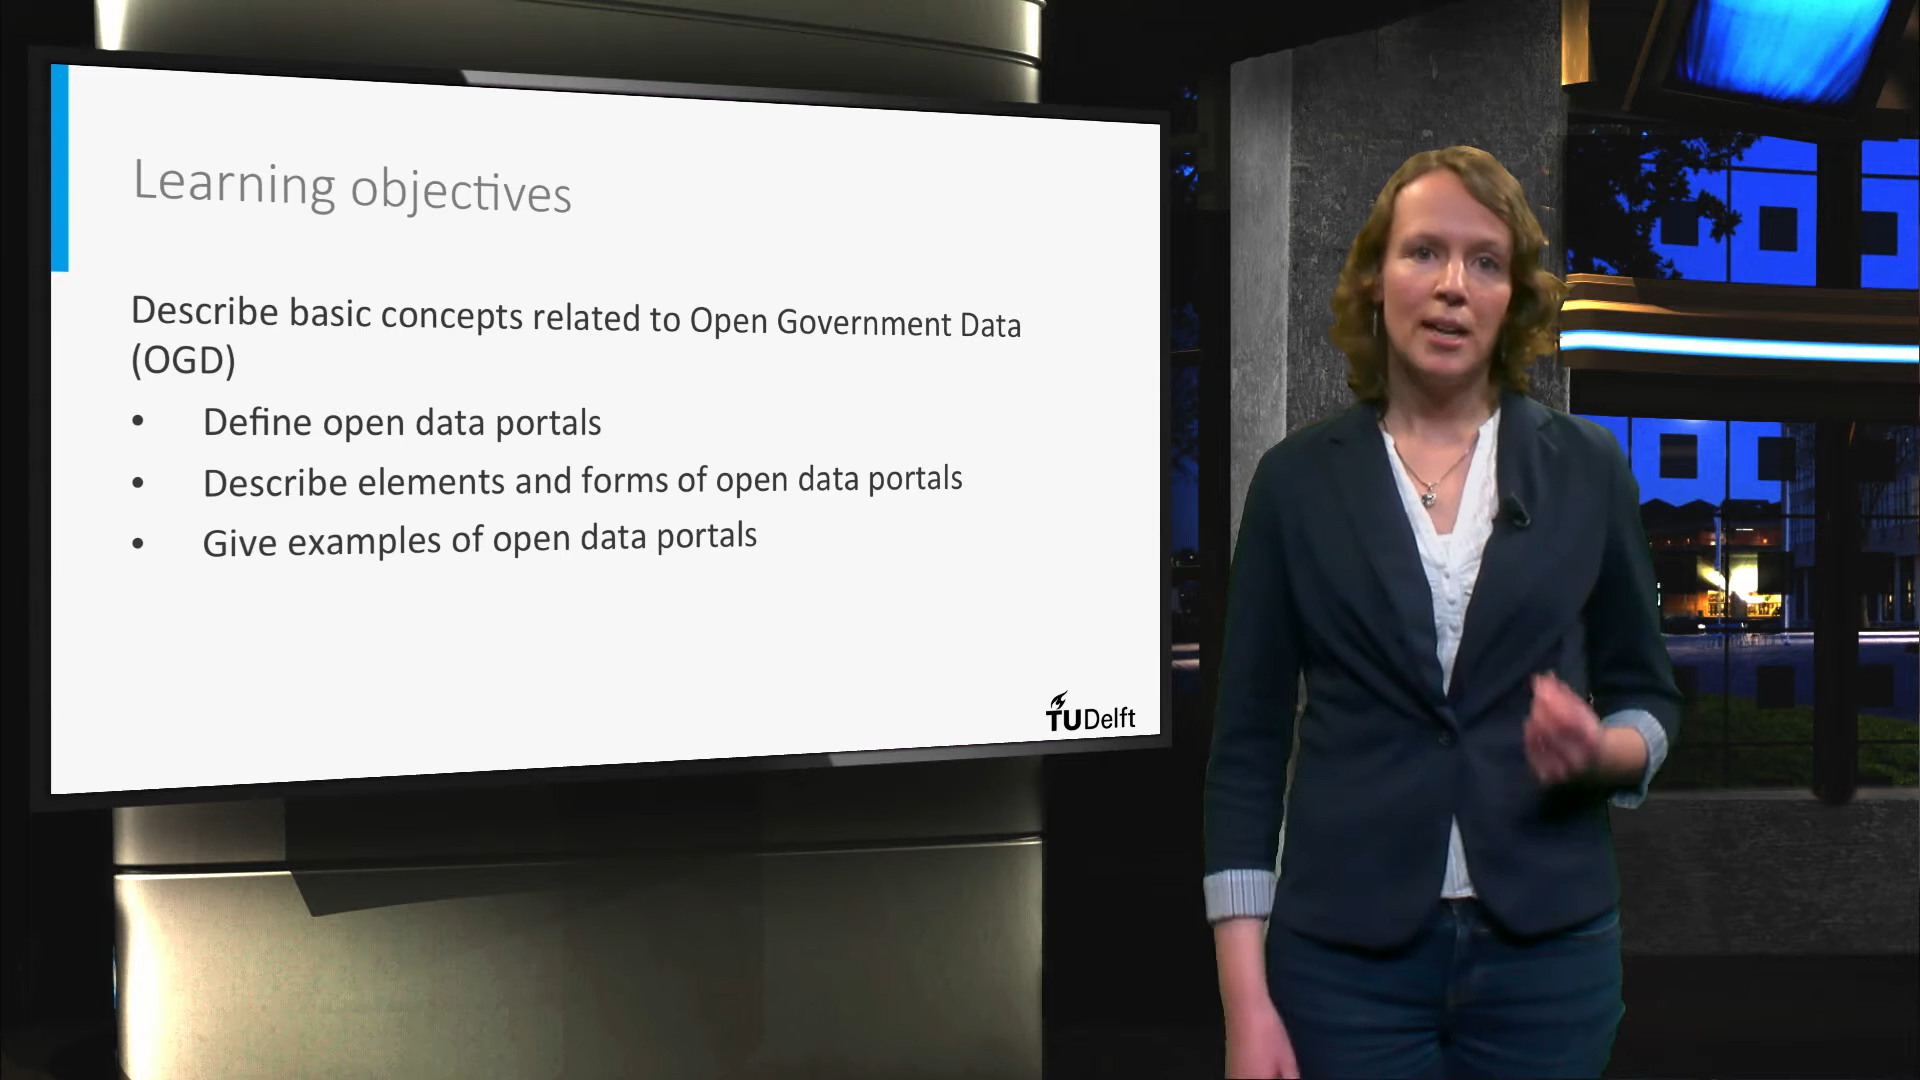 Learning objectives
Describe basic concepts related to Open Government Data
(OGD)
• Define open data portals
• Describe elements and forms of open data portals
• Give examples of open data portals
TUDelft